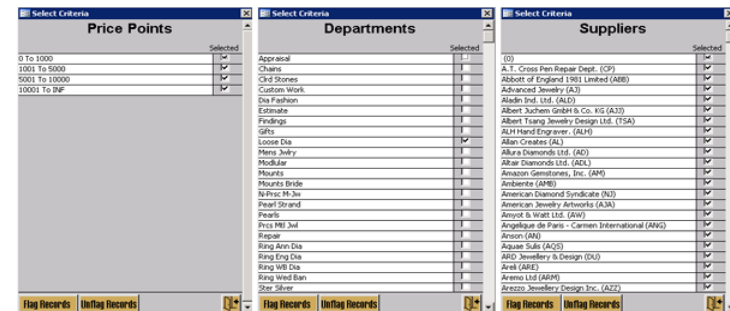 Select Criteria
Price Points
Selected
0 To 1000
1001 To 5000
5001 To 10000
10001 To INF
Flag Records Unflag Records
Select Criteria
Departments
Selected
Appraisal
Chains
Clrd Stones
Custom Work
Dia Fashion
Estimate
Findings
Gifts
Loose Dia
Mens Jwlry
Modular
Mounts
Mounts Bride
N-Prsc M-Jw
Pearl Strand
Pearls
Prcs Mtl Jwl
Repair
Ring Ann Dia
Ring Eng Dia
Ring WB Dia
Ring Wed Ban
Ster Silver
Flag Records Unflag Records
Select Criteria
Suppliers
Selected
(0)
A.T. Cross Pen Repair Dept. (CP)
Abbott of England 1981 Limited (ABB)
Advanced Jewelry (AJ)
Aladin Ind. Ltd. (ALD)
Albert Juchem GmbH & Co. KG (AJJ)
Albert Tsang Jewelry Design Ltd. (TSA)
ALH Hand Engraver. (ALH)
Allan Creates (AL)
Allura Diamonds Ltd. (AD)
Altair Diamonds Ltd. (ADL)
Amazon Gemstones, Inc. (AM)
Ambiente (AMB)
American Diamond Syndicate (NJ)
American Jewelry Artworks (AJA)
Amyot & Watt Ltd. (AW)
Angelique de Paris - Carmen International (ANG)
Anson (AN)
Aquae Sulis (AQS)
ARD Jewellery & Design (DU)
Areli (ARE)
Aremo Ltd (ARM)
Arezzo Jewellery Design Inc. (AZZ)
Flag Records Unflag Records